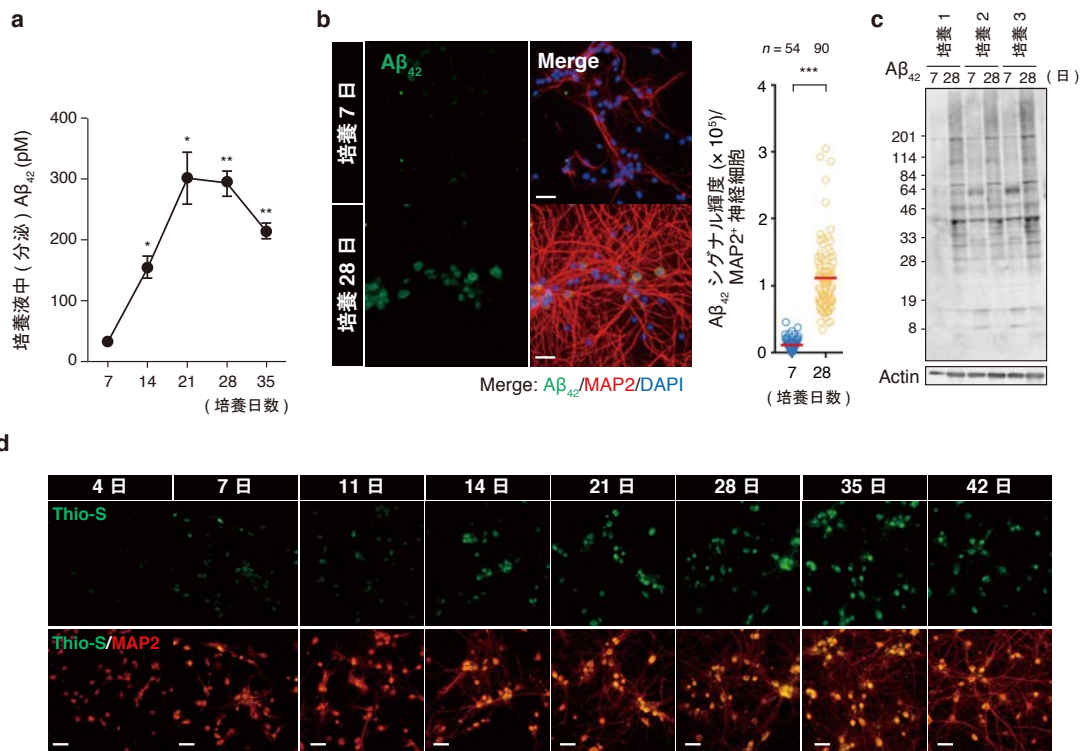 a
培養液中 ( 分泌 ) Aβ42 (pM)
400
300
200
100
0
*
*
**
**
7 14 21 28 35
( 培養日数 )
b
培養 7 日
培養 28 日
Aβ42
Merge
Merge: Aβ42/MAP2/DAPI
n = 54 90
***
Aβ42 シグナル輝度 (× 10⁵)/
MAP2⁺ 神経細胞
4
3
2
1
0
7 28
( 培養日数 )
c
培養 1
培養 2
培養 3
Aβ42 7 28 7 28 7 28 ( 日 )
201
114
84
64
46
33
28
19
8
Actin
d
4 日 7 日 11 日 14 日 21 日 28 日 35 日 42 日
Thio-S
Thio-S/MAP2